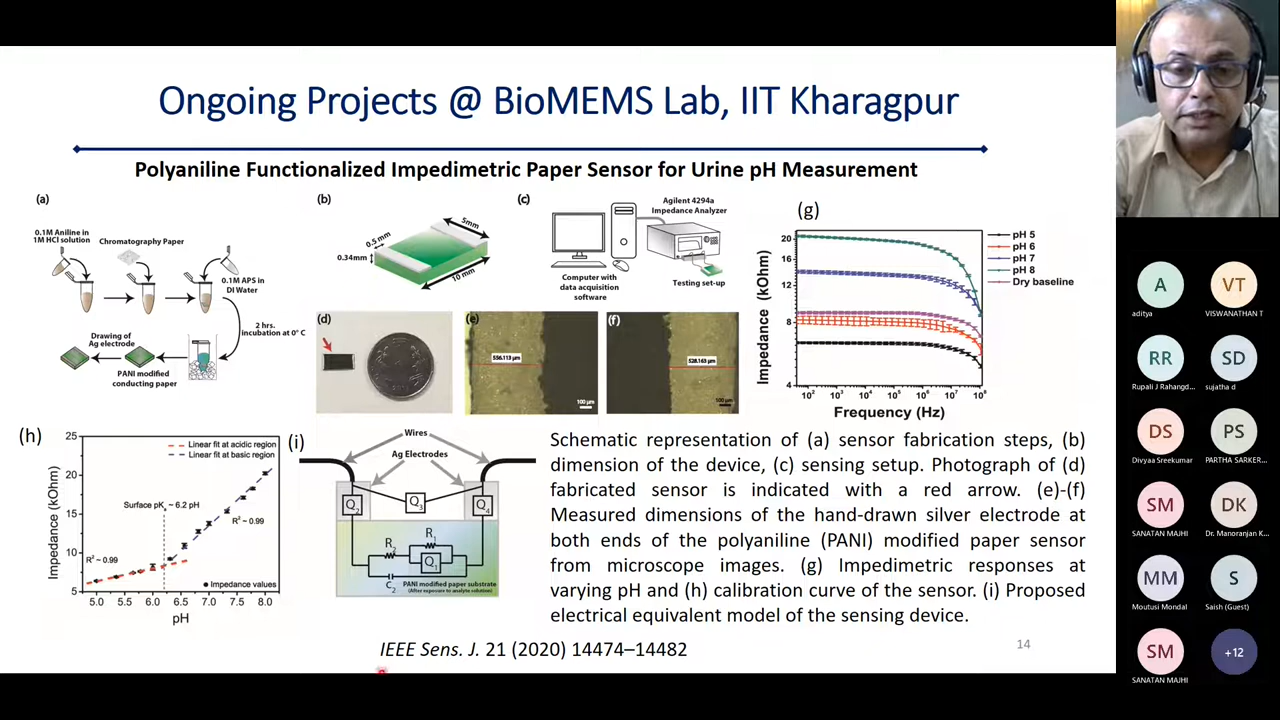 Ongoing Projects @ BioMEMS Lab, IIT Kharagpur
Polyaniline Functionalized Impedimetric Paper Sensor for Urine pH Measurement
(a)
0.1M Aniline in
1M HCl solution
Chromatography Paper
0.1M APS in
DI Water
2 hrs.
incubation at 0° C
Drawing of
Ag electrode
PANI modified
conducting paper
(b)
5mm
0.5 mm
0.34mm
10 mm
(c)
Agilent 4294a
Impedance Analyzer
Computer with
data acquisition
software
Testing set-up
(d)
(e)
556.113 µm
100 µm
(f)
528.163 µm
100 µm
(g)
Impedance (kOhm)
20
16
12
8
4
10² 10³ 10⁴ 10⁵ 10⁶ 10⁷ 10⁸
Frequency (Hz)
pH 5
pH 6
pH 7
pH 8
Dry baseline
(h)
Impedance (kOhm)
25
20
15
10
5
Linear fit at acidic region
Linear fit at basic region
Surface pKₐ ~ 6.2 pH
R² ~ 0.99
R² ~ 0.99
Impedance values
5.0 5.5 6.0 6.5 7.0 7.5 8.0
pH
(i)
Wires
Ag Electrodes
Q₂
Q₃
Q₄
R₁
R₂
Q₁
C₂
PANI modified paper substrate
(After exposure to analyte solution)
Schematic representation of (a) sensor fabrication steps, (b)
dimension of the device, (c) sensing setup. Photograph of (d)
fabricated sensor is indicated with a red arrow. (e)-(f)
Measured dimensions of the hand-drawn silver electrode at
both ends of the polyaniline (PANI) modified paper sensor
from microscope images. (g) Impedimetric responses at
varying pH and (h) calibration curve of the sensor. (i) Proposed
electrical equivalent model of the sensing device.
IEEE Sens. J. 21 (2020) 14474–14482
14
A
aditya
VT
VISWANATHAN T
RR
Rupali J Rahangd...
SD
sujatha d
DS
Divyaa Sreekumar
PS
PARTHA SARKER...
SM
SANATAN MAJHI
DK
Dr. Manoranjan K...
MM
Moutusi Mondal
S
Saish (Guest)
SM
SANATAN MAJHI
+12